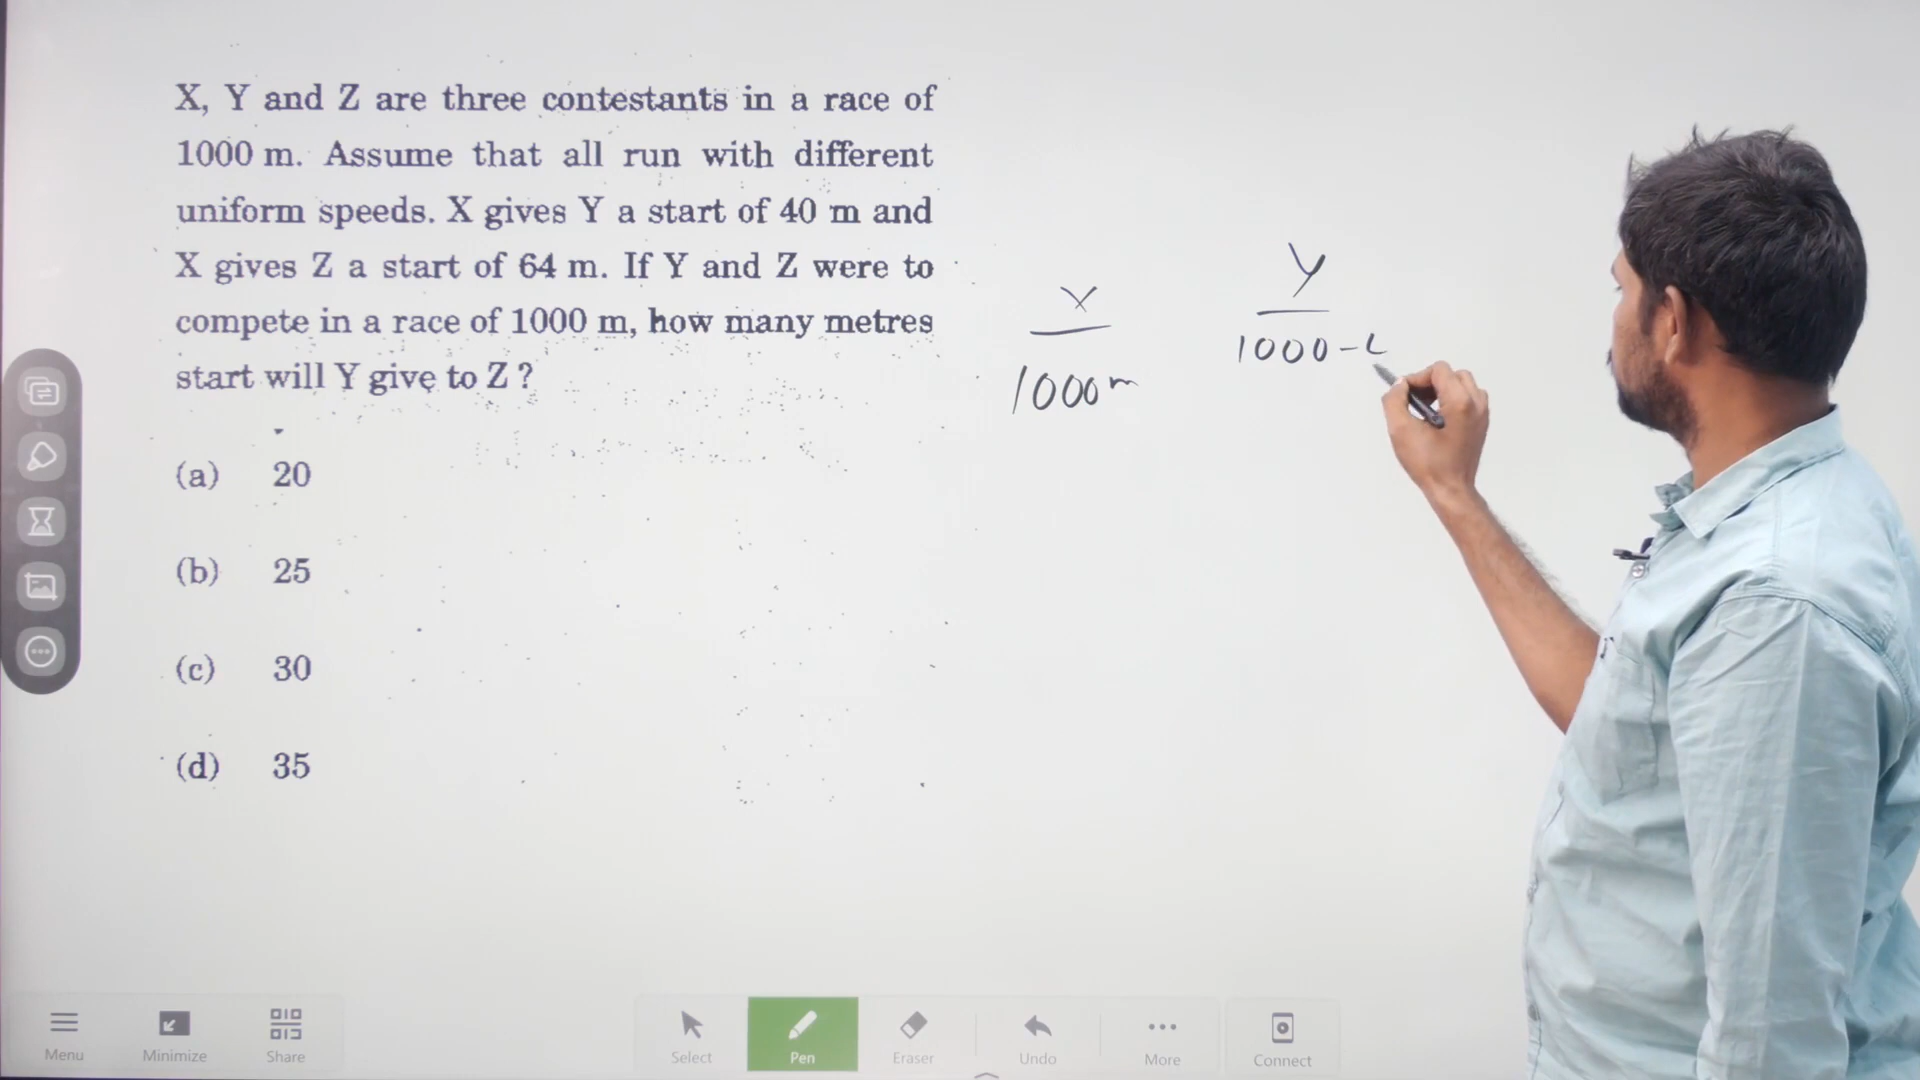 X, Y and Z are three contestants in a race of
1000 m. Assume that all run with different
uniform speeds. X gives Y a start of 40 m and
X gives Z a start of 64 m. If Y and Z were to
compete in a race of 1000 m, how many metres
start will Y give to Z ?
(a) 20
(b) 25
(c) 30
(d) 35
X
1000 m
Y
1000 -
Menu
Minimize
Share
Select
Pen
Eraser
Undo
More
Connect